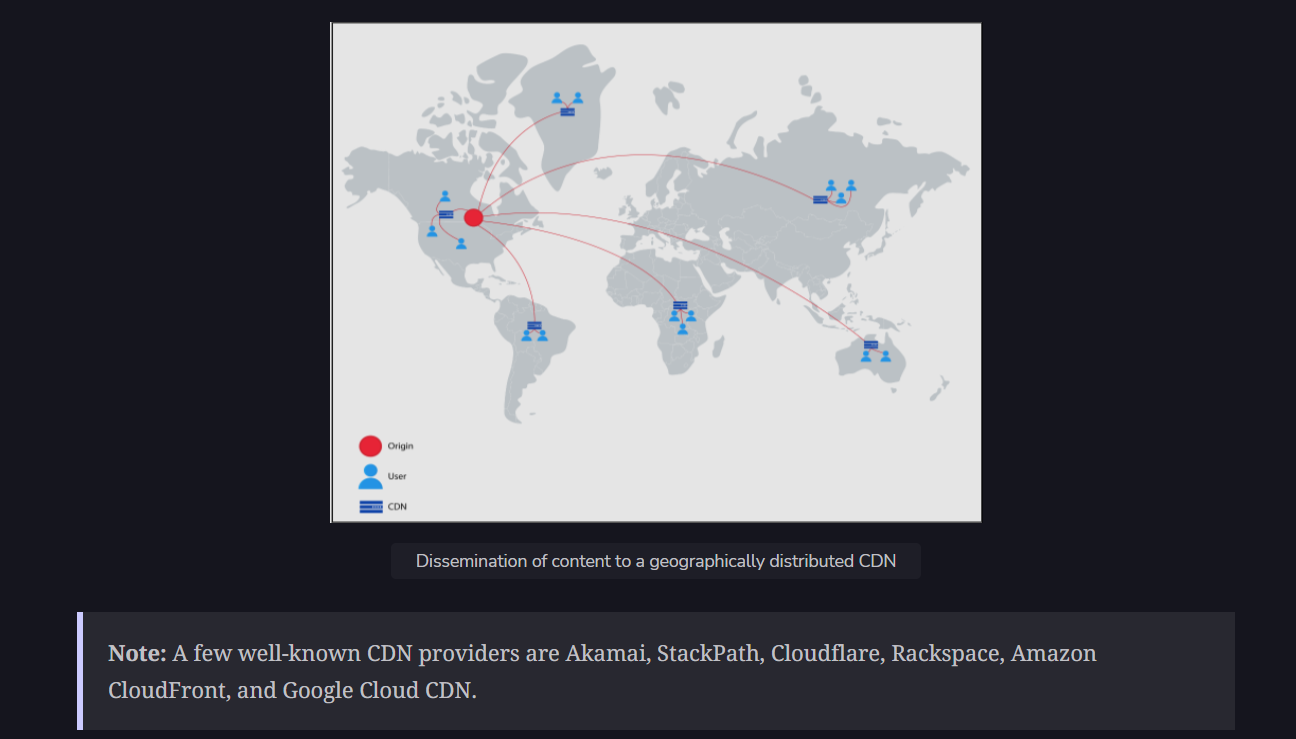 Origin
User
CDN
Dissemination of content to a geographically distributed CDN
Note: A few well-known CDN providers are Akamai, StackPath, Cloudflare, Rackspace, Amazon
CloudFront, and Google Cloud CDN.